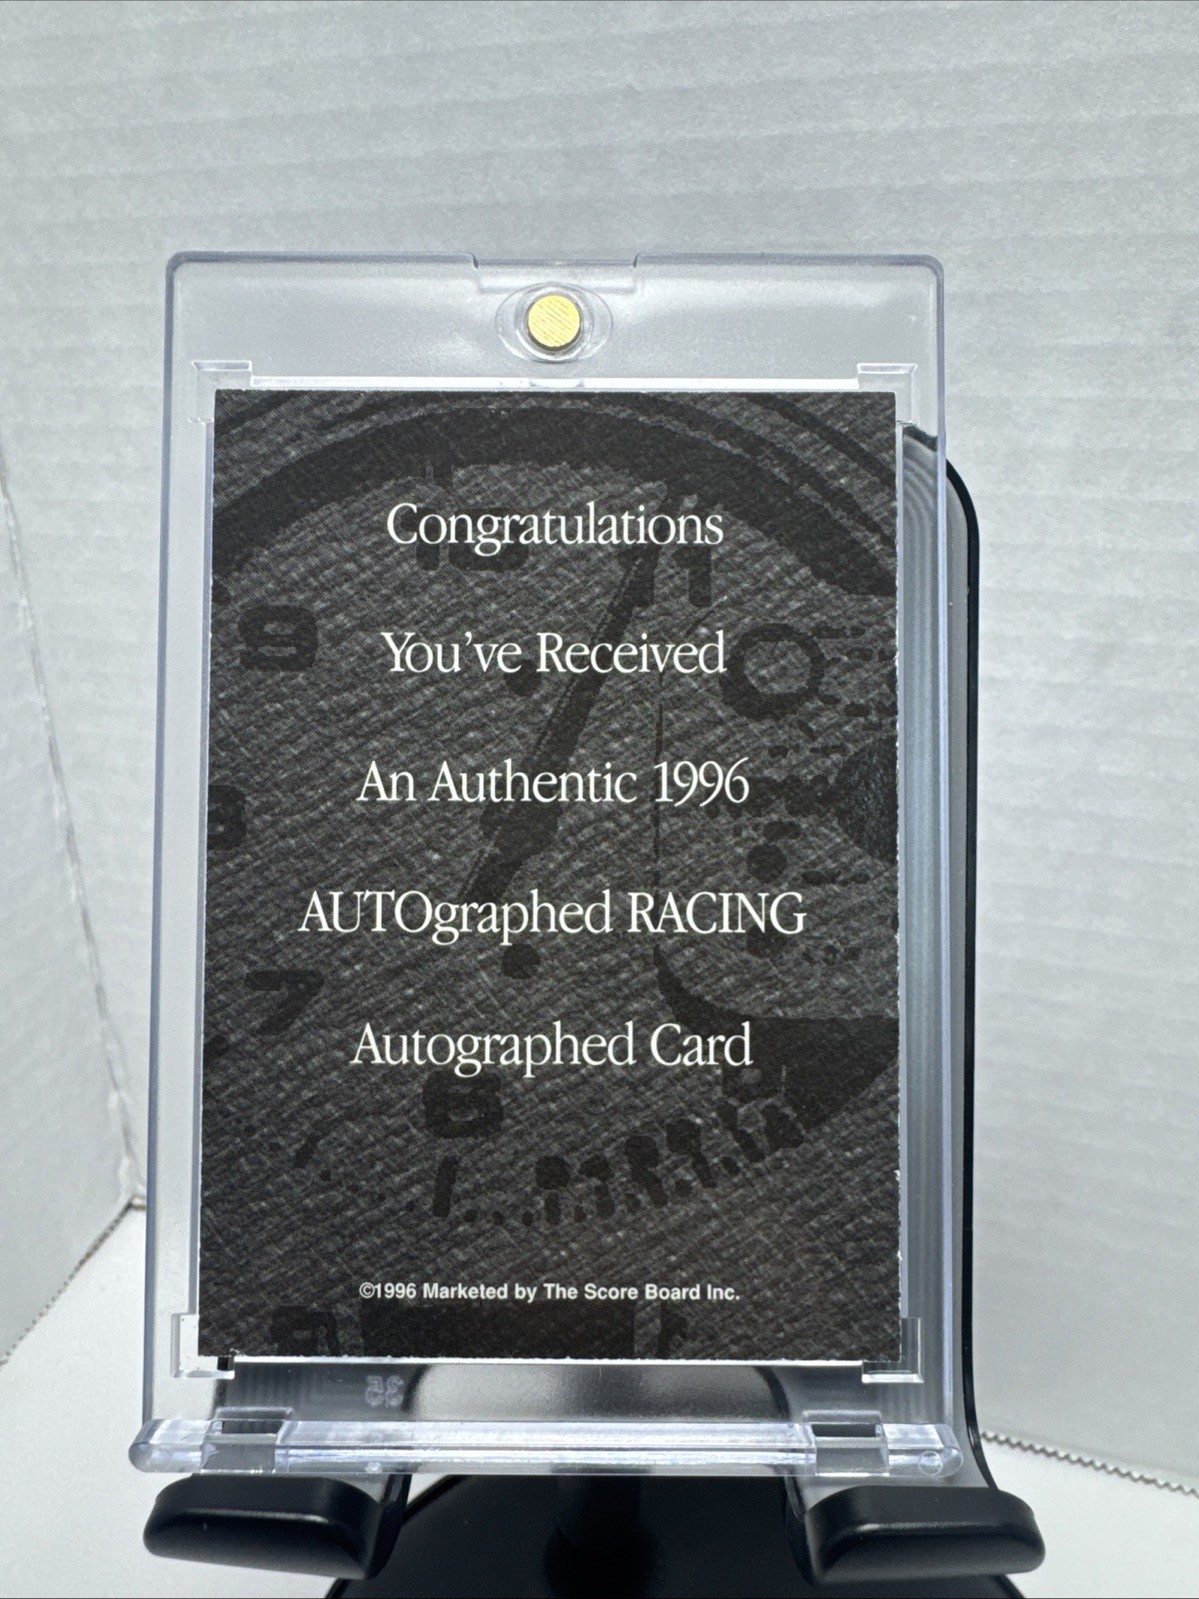 Congratulations
You've Received
An Authentic 1996
AUTOgraphed RACING
Autographed Card
©1996 Marketed by The Score Board Inc.